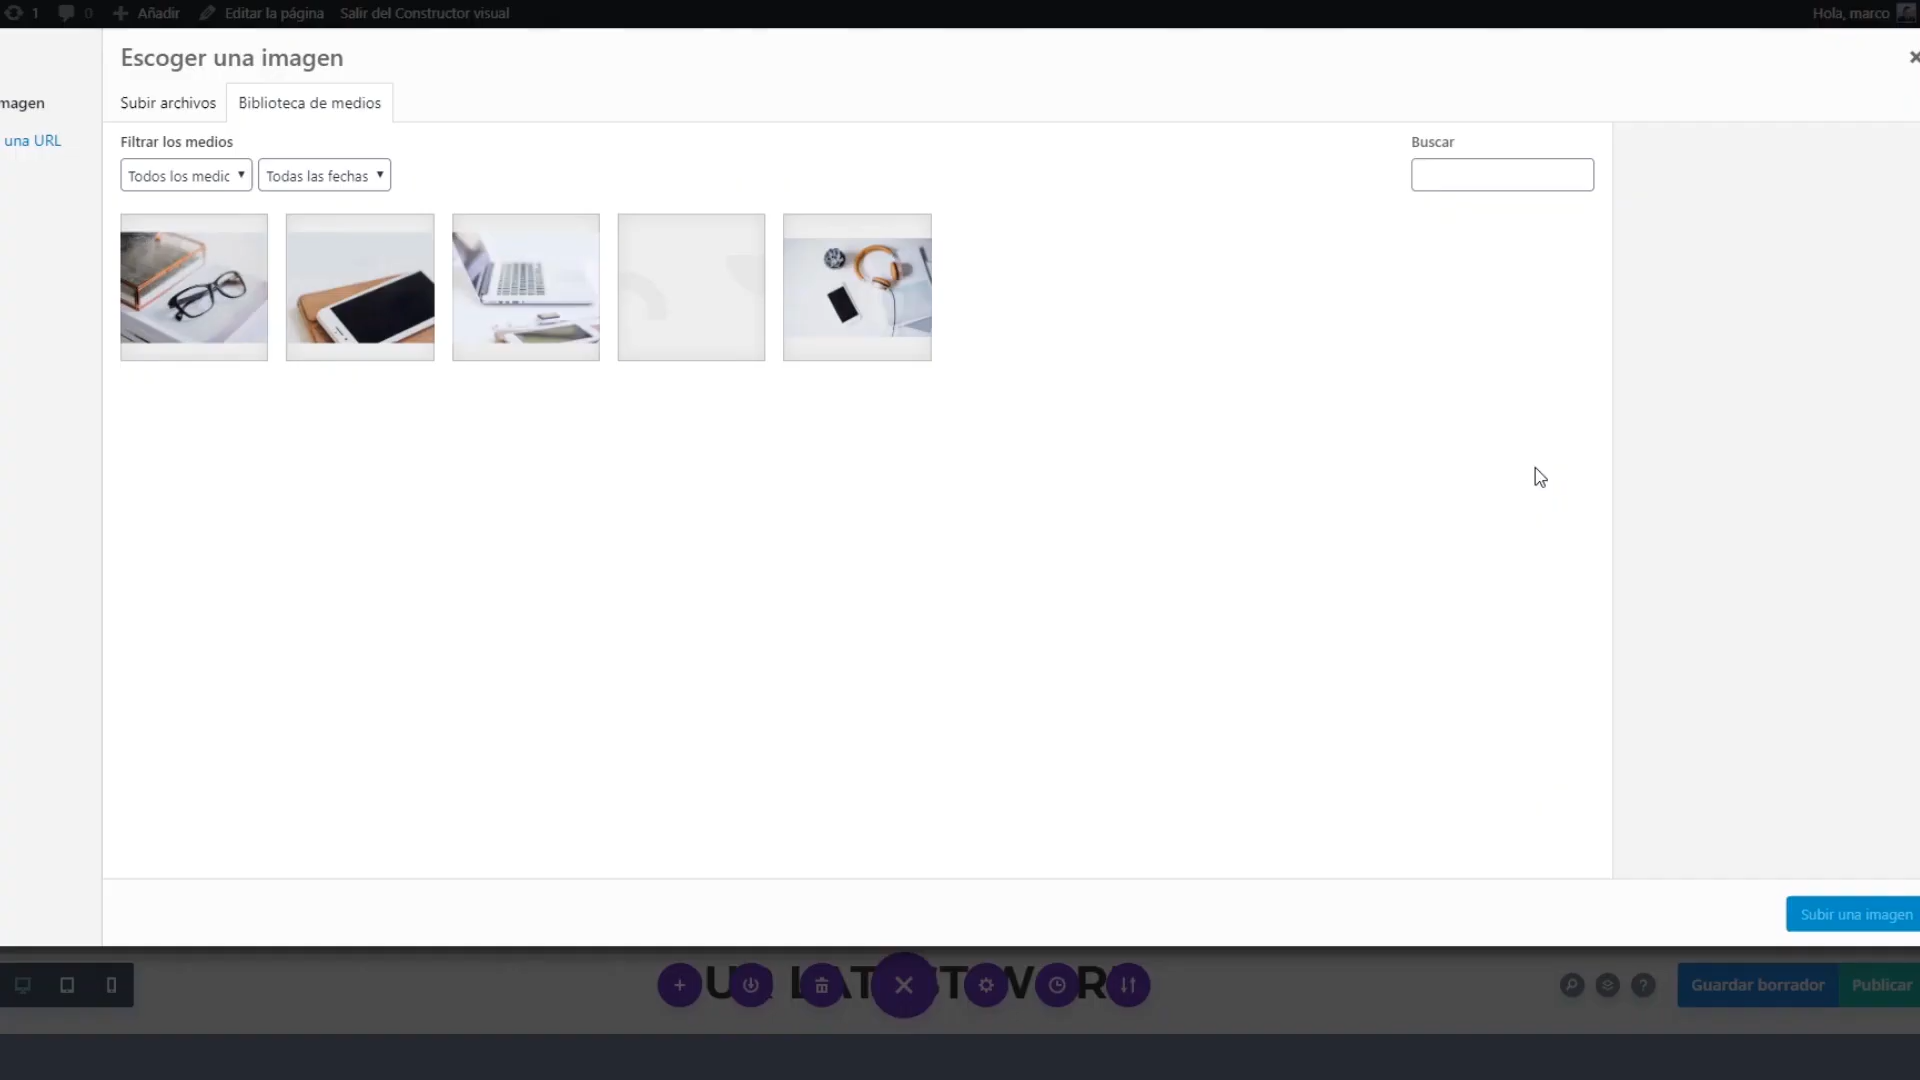 1 0 Añadir Editar la página Salir del Constructor visual Hola, marco
Escoger una imagen
magen
Subir archivos Biblioteca de medios
una URL
Filtrar los medios Buscar
Todos los medic Todas las fechas
Subir una imagen
Guardar borrador Publicar